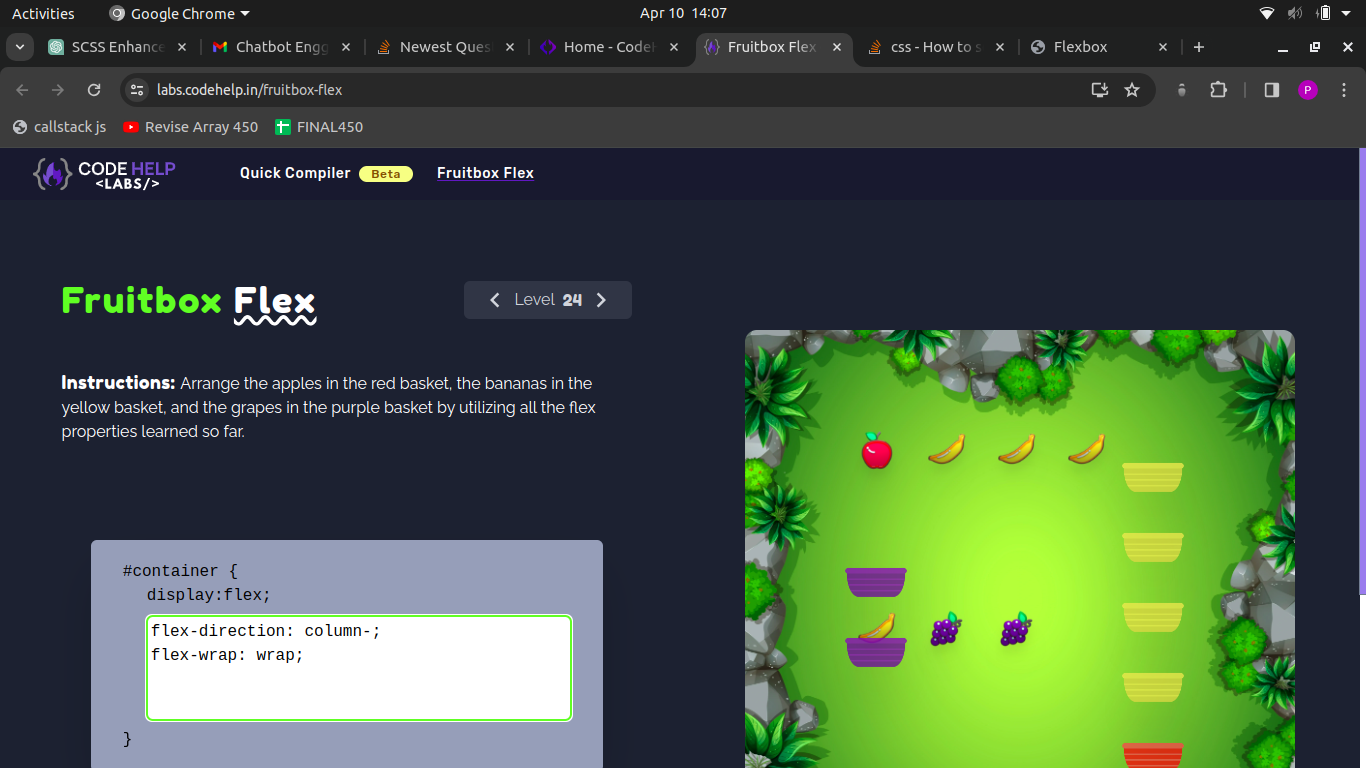 Activities Google Chrome Apr 10 14:07
SCSS Enhance Gmail Chatbot Engg Newest Ques Home - CodeH Fruitbox Flex css - How to s Flexbox
labs.codehelp.in/fruitbox-flex P
callstack js Revise Array 450 FINAL450
CODE HELP
<LABS/>
Quick Compiler Beta Fruitbox Flex
Fruitbox Flex
Level 24
Instructions: Arrange the apples in the red basket, the bananas in the
yellow basket, and the grapes in the purple basket by utilizing all the flex
properties learned so far.
#container {
display:flex;
flex-direction: column-;
flex-wrap: wrap;
}